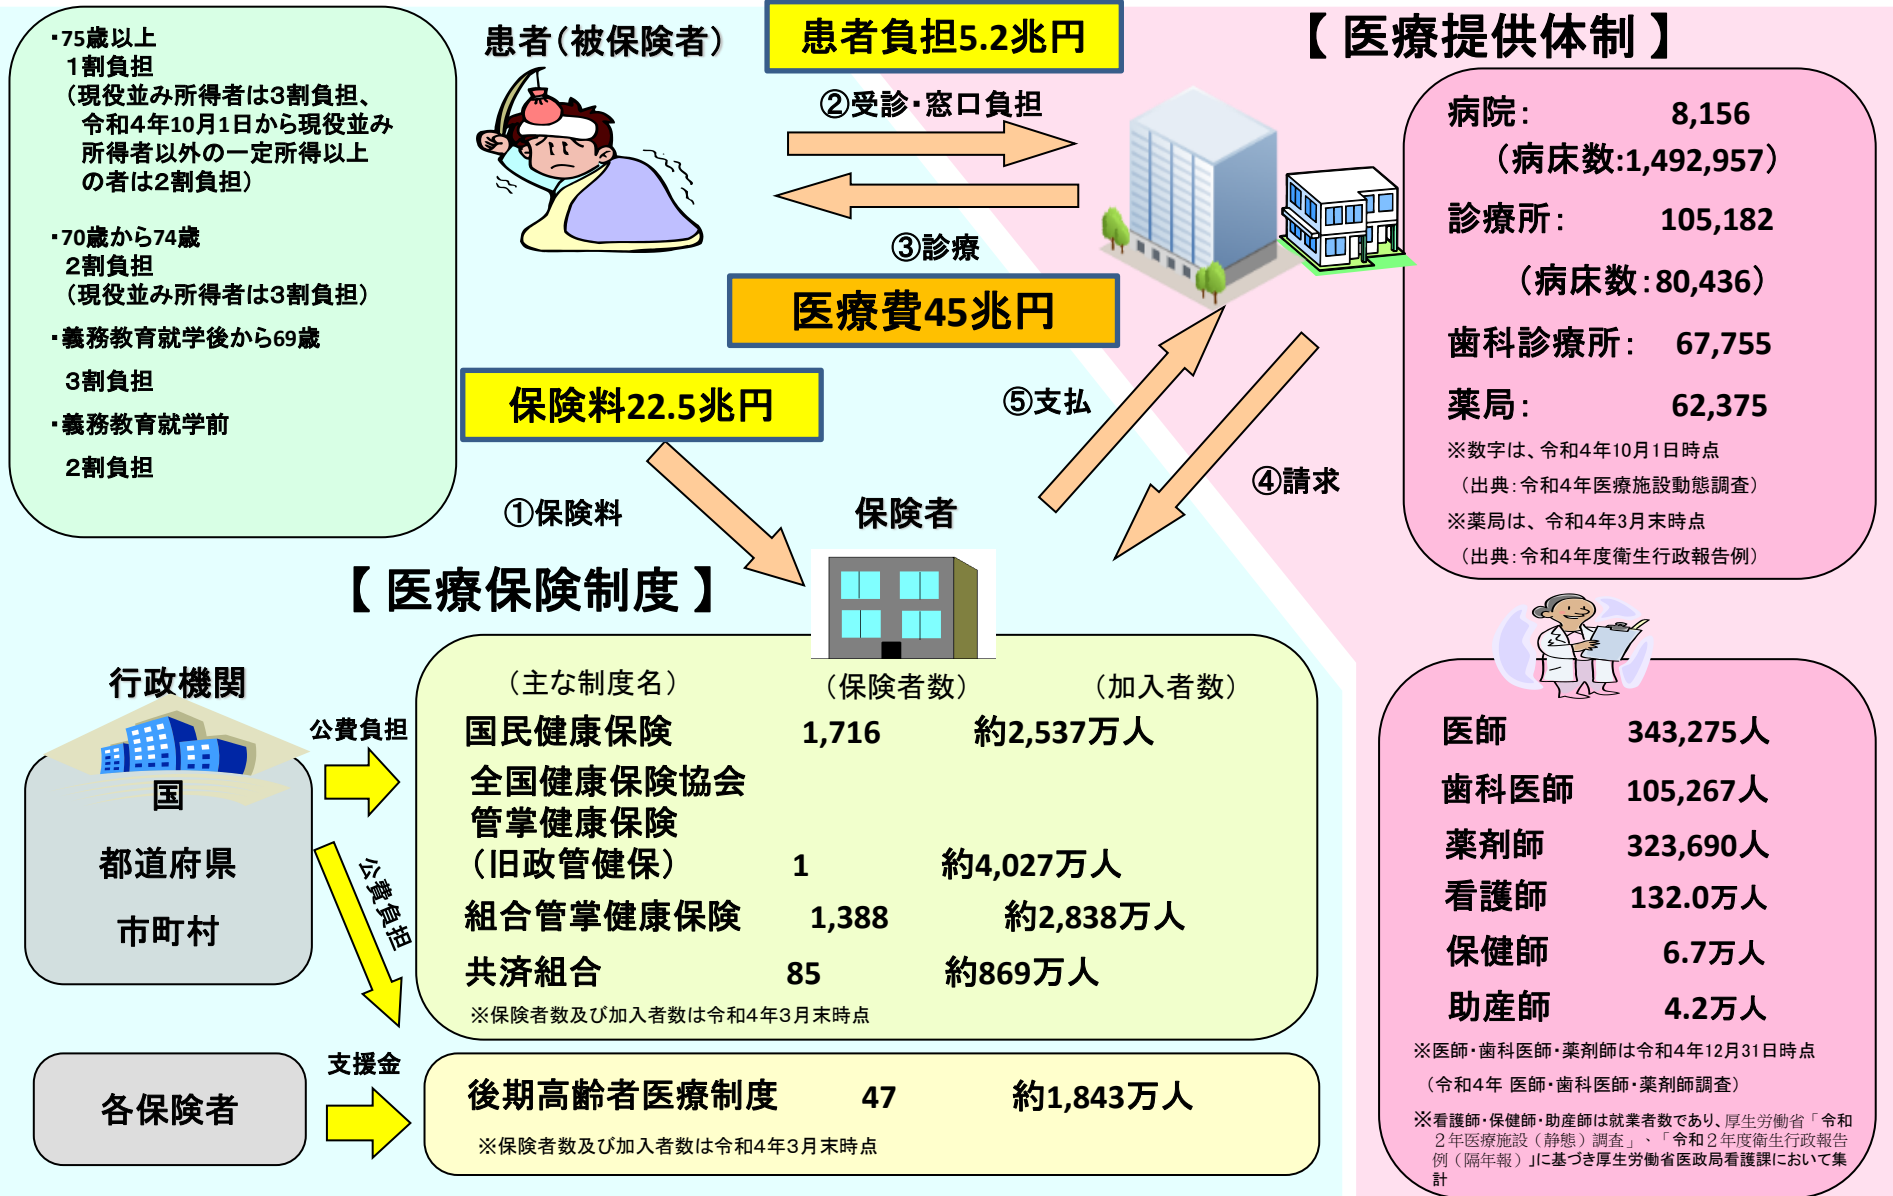 ・75歳以上
1割負担
（現役並み所得者は3割負担、
令和4年10月1日から現役並み
所得者以外の一定所得以上
の者は2割負担）
・70歳から74歳
2割負担
（現役並み所得者は3割負担）
・義務教育就学後から69歳
3割負担
・義務教育就学前
2割負担
患者（被保険者）
患者負担5.2兆円
②受診・窓口負担
③診療
医療費45兆円
保険料22.5兆円
①保険料
⑤支払
④請求
保険者
【 医療提供体制 】
病院： 8,156
（病床数:1,492,957）
診療所： 105,182
（病床数：80,436）
歯科診療所： 67,755
薬局： 62,375
※数字は、令和4年10月1日時点
（出典：令和4年医療施設動態調査）
※薬局は、令和4年3月末時点
（出典：令和4年度衛生行政報告例）
【 医療保険制度 】
行政機関
国
都道府県
市町村
公費負担
公費負担
（主な制度名） （保険者数） （加入者数）
国民健康保険 1,716 約2,537万人
全国健康保険協会
管掌健康保険
（旧政管健保） 1 約4,027万人
組合管掌健康保険 1,388 約2,838万人
共済組合 85 約869万人
※保険者数及び加入者数は令和4年3月末時点
各保険者
支援金
後期高齢者医療制度 47 約1,843万人
※保険者数及び加入者数は令和4年3月末時点
医師 343,275人
歯科医師 105,267人
薬剤師 323,690人
看護師 132.0万人
保健師 6.7万人
助産師 4.2万人
※医師・歯科医師・薬剤師は令和4年12月31日時点
（令和4年 医師・歯科医師・薬剤師調査）
※看護師・保健師・助産師は就業者数であり、厚生労働省「令和
2年医療施設（静態）調査」、「令和2年度衛生行政報告
例（隔年報）」に基づき厚生労働省医政局看護課において集
計